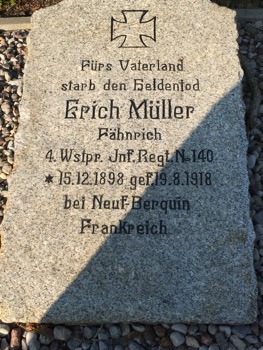 Fürs Vaterland
starb den Heldentod
Erich Müller
Fähnrich
4. Wstpr. Jnf. Regt. No 140
* 15.12.1898 gef. 19.8.1918
bei Neuf-Berquin
Frankreich